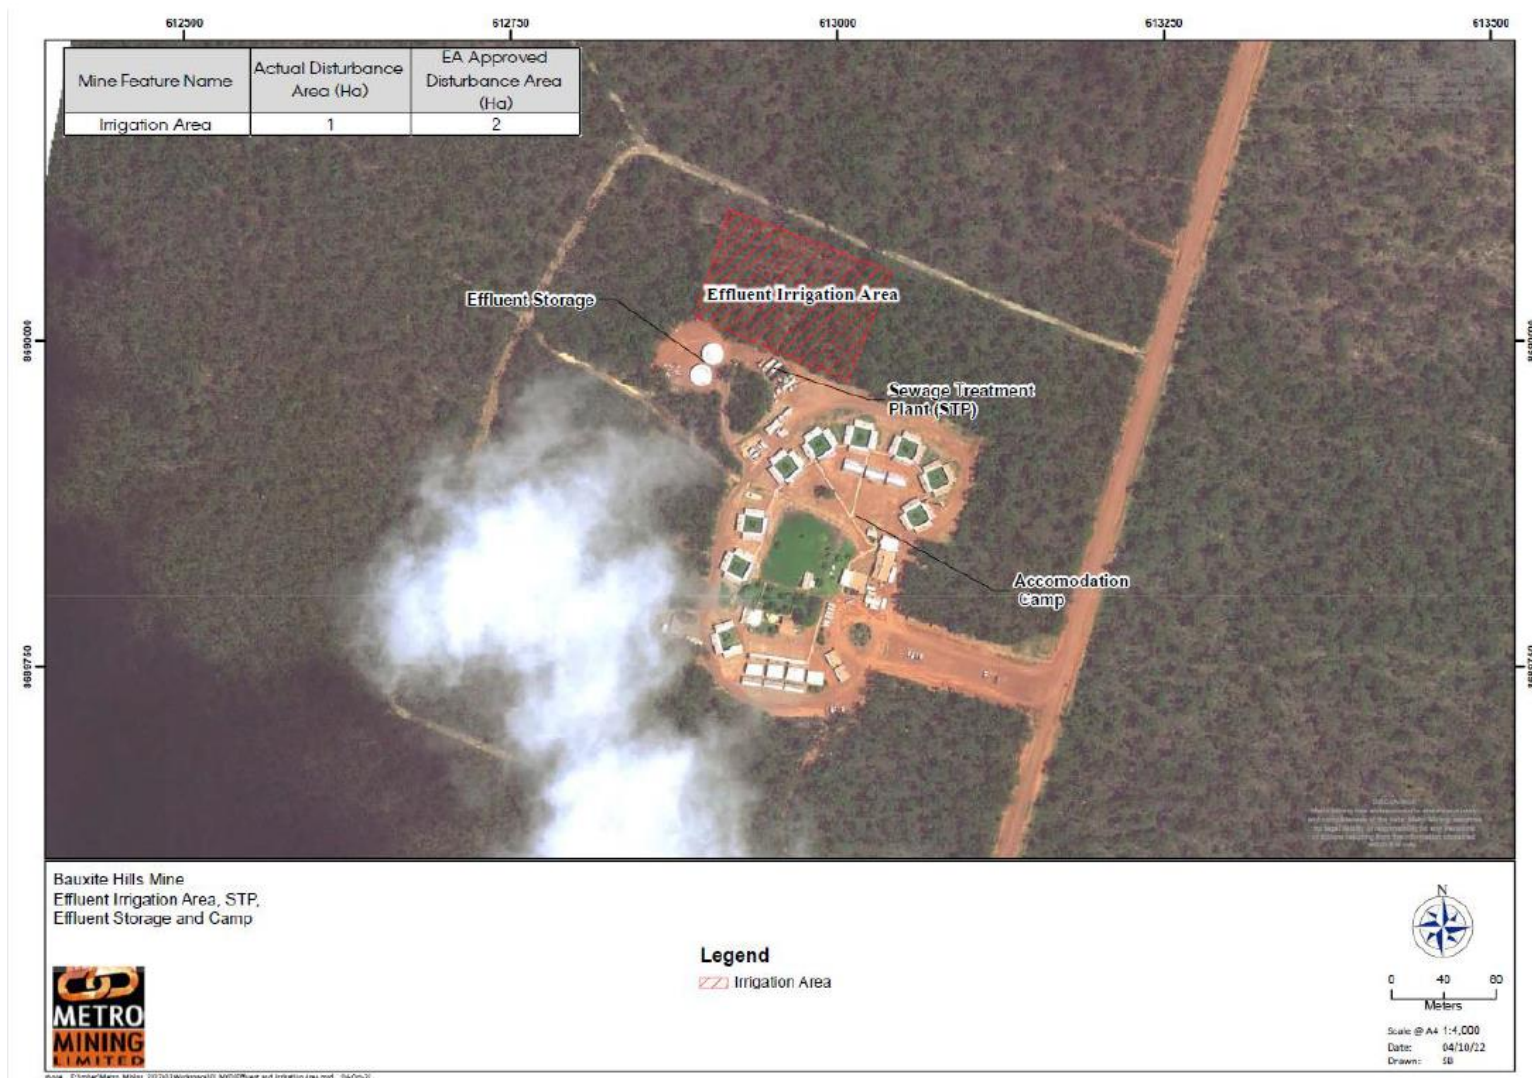 612500 612750 613000 613250 613500
Mine Feature Name
Actual Disturbance
Area (Ha)
EA Approved
Disturbance Area
(Ha)
Irrigation Area 1 2
Effluent Irrigation Area
Effluent Storage
Sewage Treatment
Plant (STP)
Accomodation
Camp
Bauxite Hills Mine
Effluent Irrigation Area, STP,
Effluent Storage and Camp
Legend
Irrigation Area
METRO
MINING
LIMITED
N
0 40 80
Meters
Scale @ A4 1:4,000
Date: 04/10/22
Drawn: SB